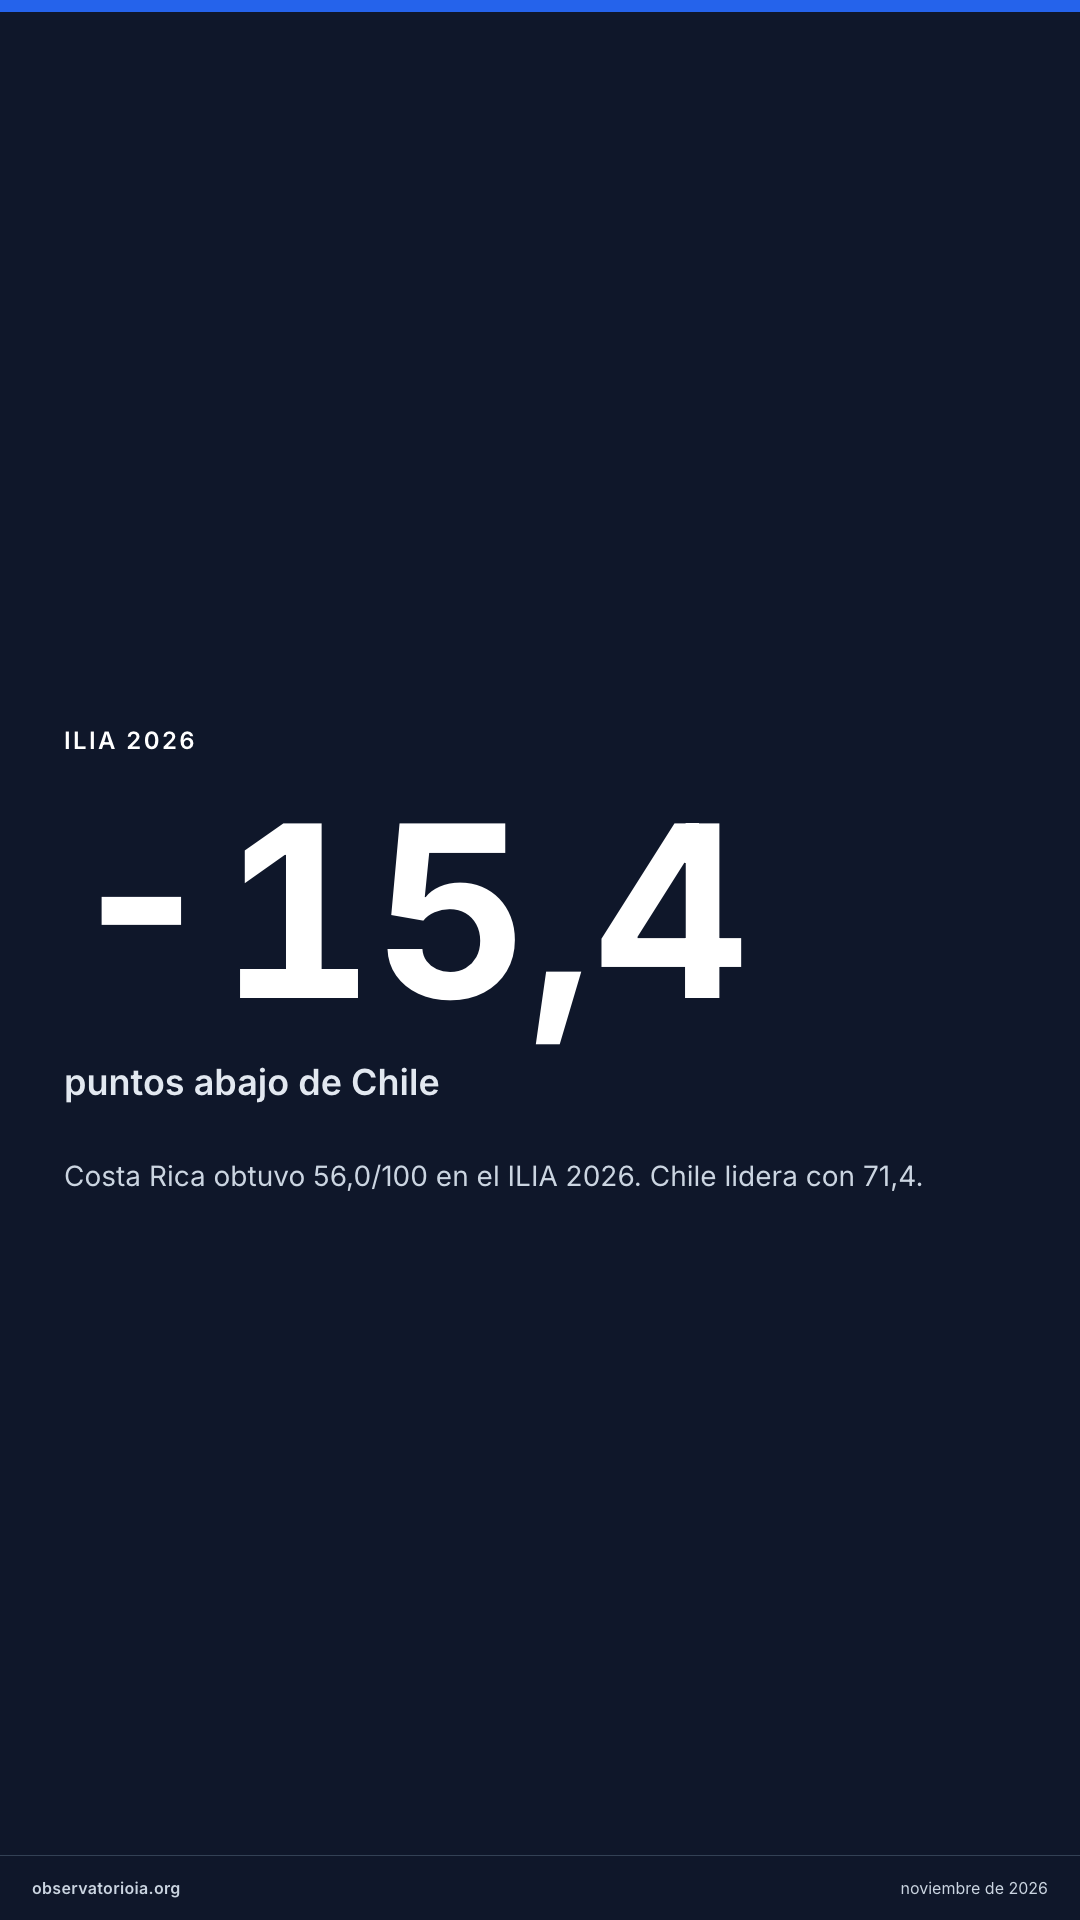 ILIA 2026
-15,4
puntos abajo de Chile
Costa Rica obtuvo 56,0/100 en el ILIA 2026. Chile lidera con 71,4.
observatorioia.org
noviembre de 2026